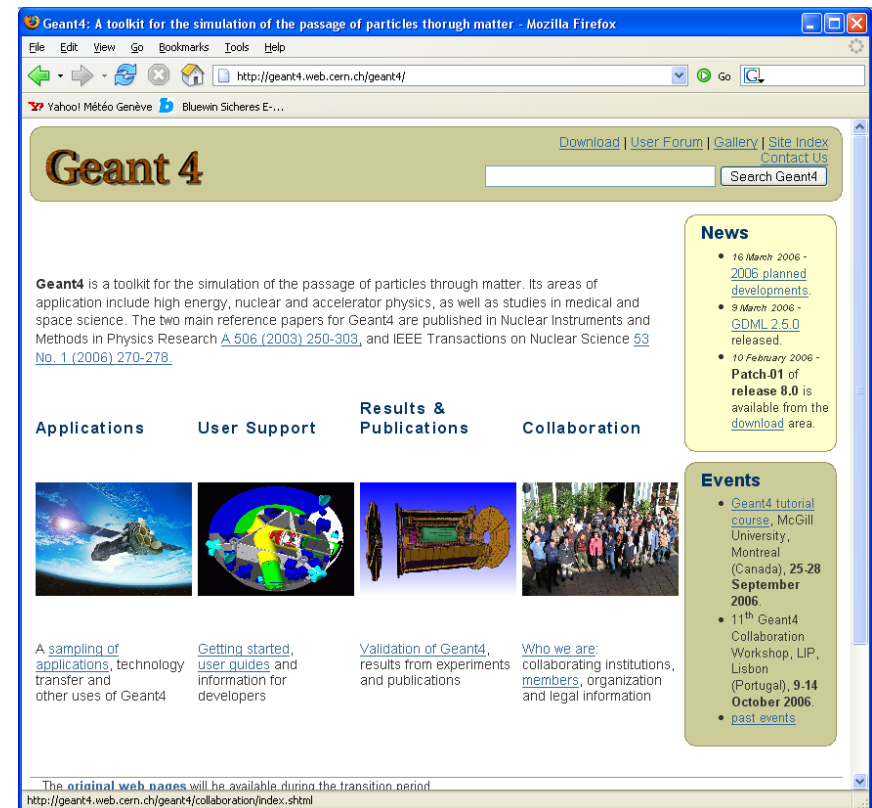 Geant4: A toolkit for the simulation of the passage of particles thorugh matter - Mozilla Firefox
File Edit View Go Bookmarks Tools Help
http://geant4.web.cern.ch/geant4/
Go
G
Yahoo! Météo Genève
Bluewin Sicheres E-...
Download | User Forum | Gallery | Site Index
Contact Us
Geant 4
Search Geant4
Geant4 is a toolkit for the simulation of the passage of particles through matter. Its areas of
application include high energy, nuclear and accelerator physics, as well as studies in medical and
space science. The two main reference papers for Geant4 are published in Nuclear Instruments and
Methods in Physics Research A 506 (2003) 250-
303, and IEEE Transactions on Nuclear Science 53
No. 1 (2006) 270-278.
Applications
User Support
Results &
Publications
Collaboration
A sampling of
applications, technology
transfer and
other uses of Geant4
Getting started,
user guides and
information for
developers
Validation of Geant4,
results from experiments
and publications
Who we are:
collaborating institutions,
members, organization
and legal information
News
16 March 2006 -
2006 planned
developments.
9 March 2006 -
GDML 2.5.0
released.
10 February 2006 -
Patch-01 of
release 8.0 is
available from the
download area.
Events
Geant4 tutorial
course, McGill
University,
Montreal
(Canada), 25-28
September
2006.
11th Geant4
Collaboration
Workshop, LIP,
Lisbon
(Portugal), 9-14
October 2006.
past events
The original web pages will be available during the transition period
http://geant4.web.cern.ch/geant4/collaboration/index.shtml